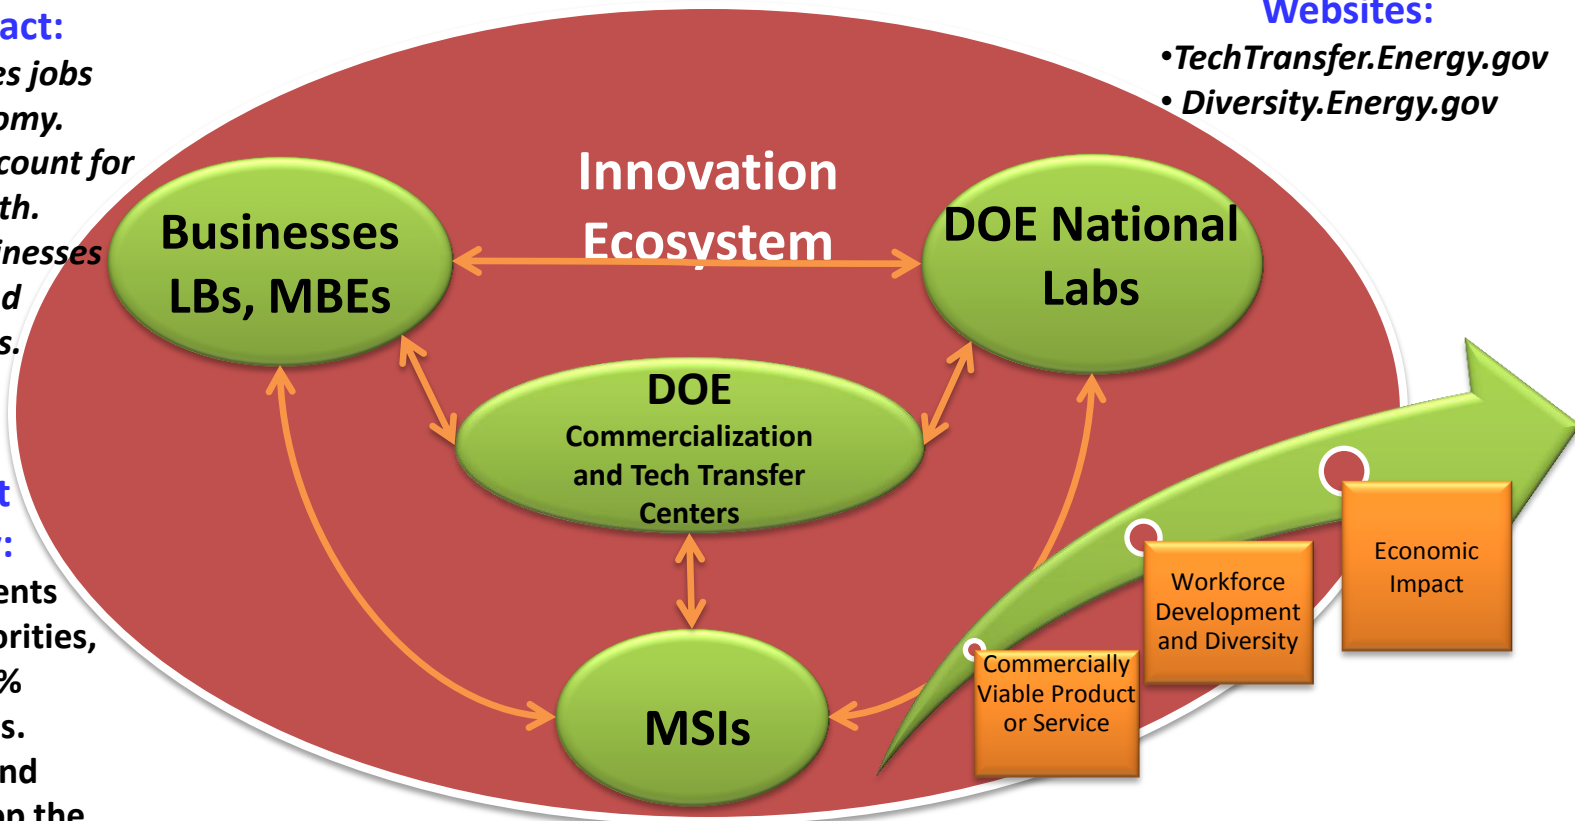 act:
es jobs
omy.
count for
th.
inesses
d
s.
t
:
ents
orities,
%
s.
nd
op the
Websites:
•TechTransfer.Energy.gov
• Diversity.Energy.gov
Innovation
Ecosystem
Businesses
LBs, MBEs
DOE National
Labs
DOE
Commercialization
and Tech Transfer
Centers
MSIs
Commercially
Viable Product
or Service
Workforce
Development
and Diversity
Economic
Impact